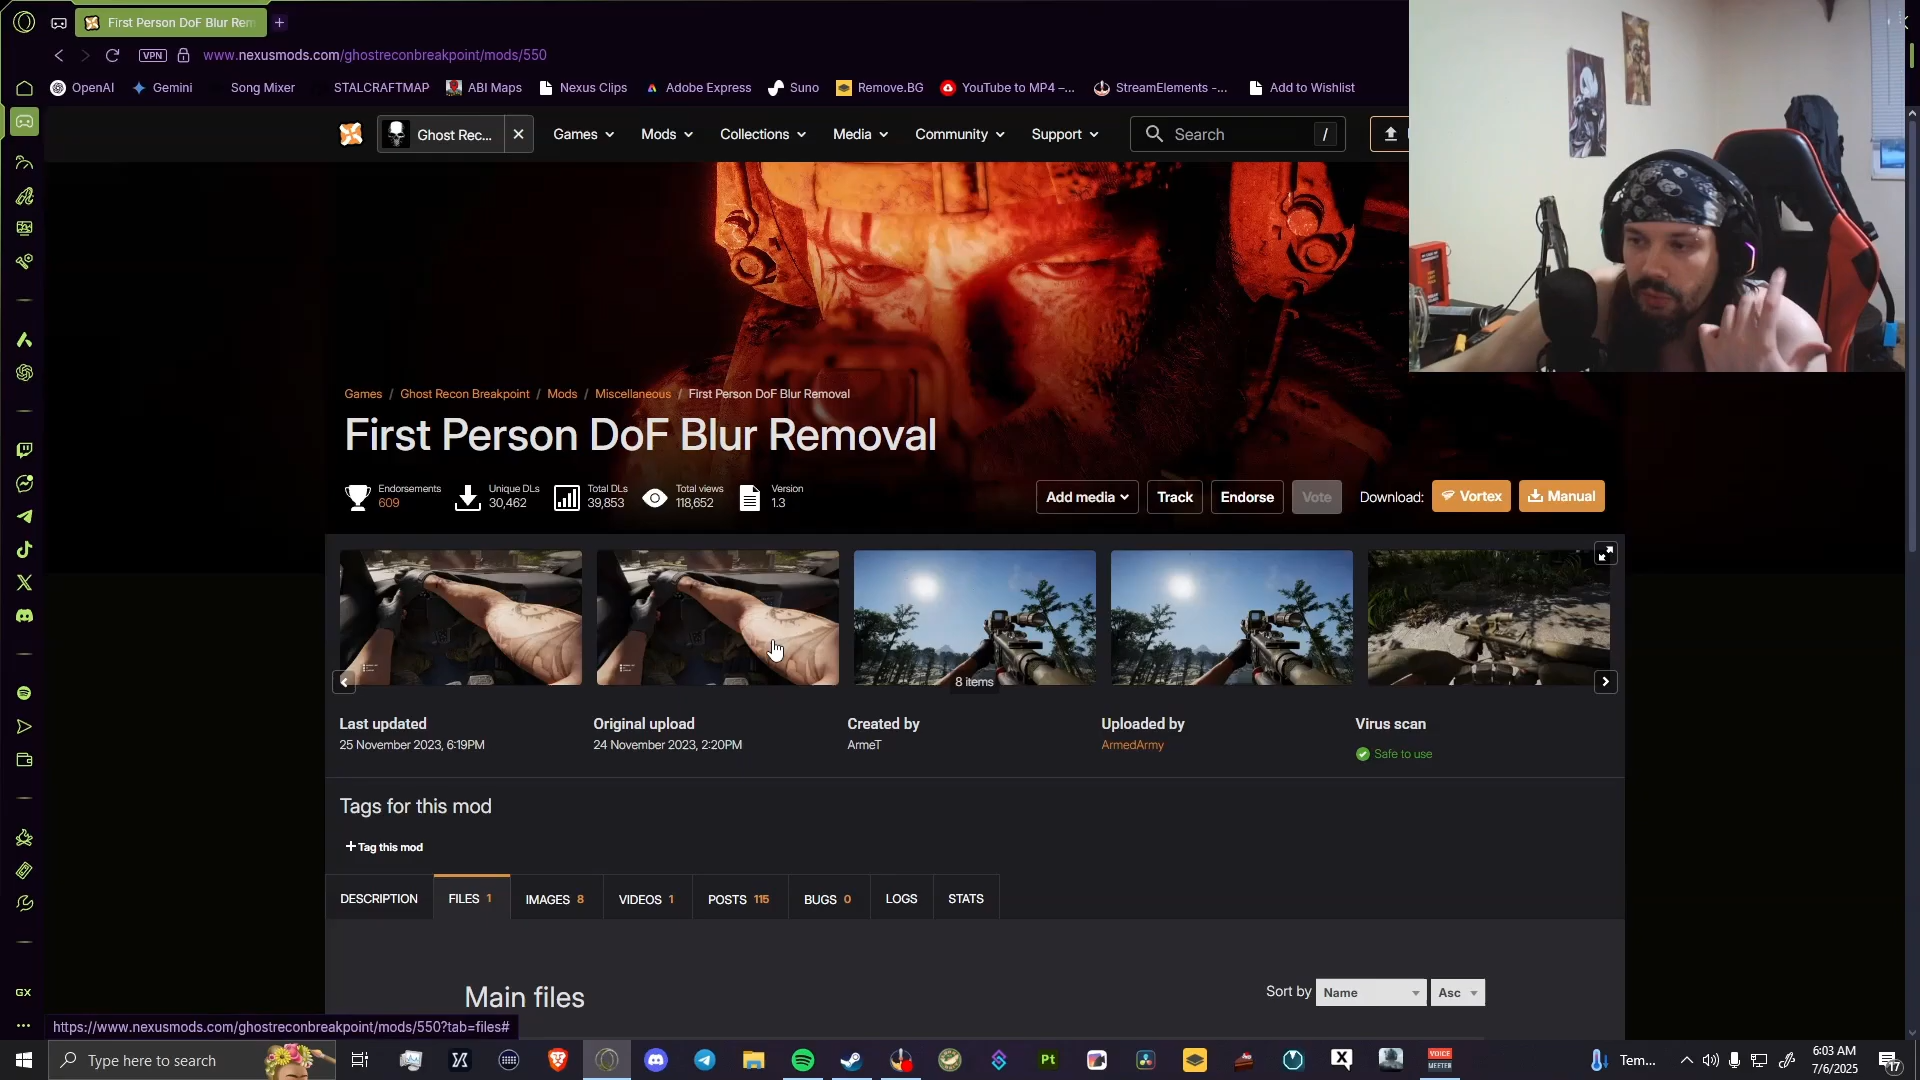 First Person DoF Blur Rem
VPN
www.nexusmods.com/ghostreconbreakpoint/mods/550
OpenAI
Gemini
Song Mixer
STALCRAFTMAP
ABI Maps
Nexus Clips
Adobe Express
Suno
Remove.BG
YouTube to MP4 –...
StreamElements -...
Add to Wishlist
Ghost Rec...
Games
Mods
Collections
Media
Community
Support
Search
/
Games / Ghost Recon Breakpoint / Mods / Miscellaneous / First Person DoF Blur Removal
First Person DoF Blur Removal
Endorsements
609
Unique DLs
30,462
Total DLs
39,853
Total views
118,652
Version
1.3
Add media
Track
Endorse
Vote
Download:
Vortex
Manual
8 items
Last updated
25 November 2023, 6:19PM
Original upload
24 November 2023, 2:20PM
Created by
ArmeT
Uploaded by
ArmedArmy
Virus scan
Safe to use
Tags for this mod
+ Tag this mod
DESCRIPTION
FILES 1
IMAGES 8
VIDEOS 1
POSTS 115
BUGS 0
LOGS
STATS
Main files
Sort by
Name
Asc
GX
https://www.nexusmods.com/ghostreconbreakpoint/mods/550?tab=files#
Type here to search
Pt
X
VOICE
MEETER
Tem...
6:03 AM
7/6/2025
17